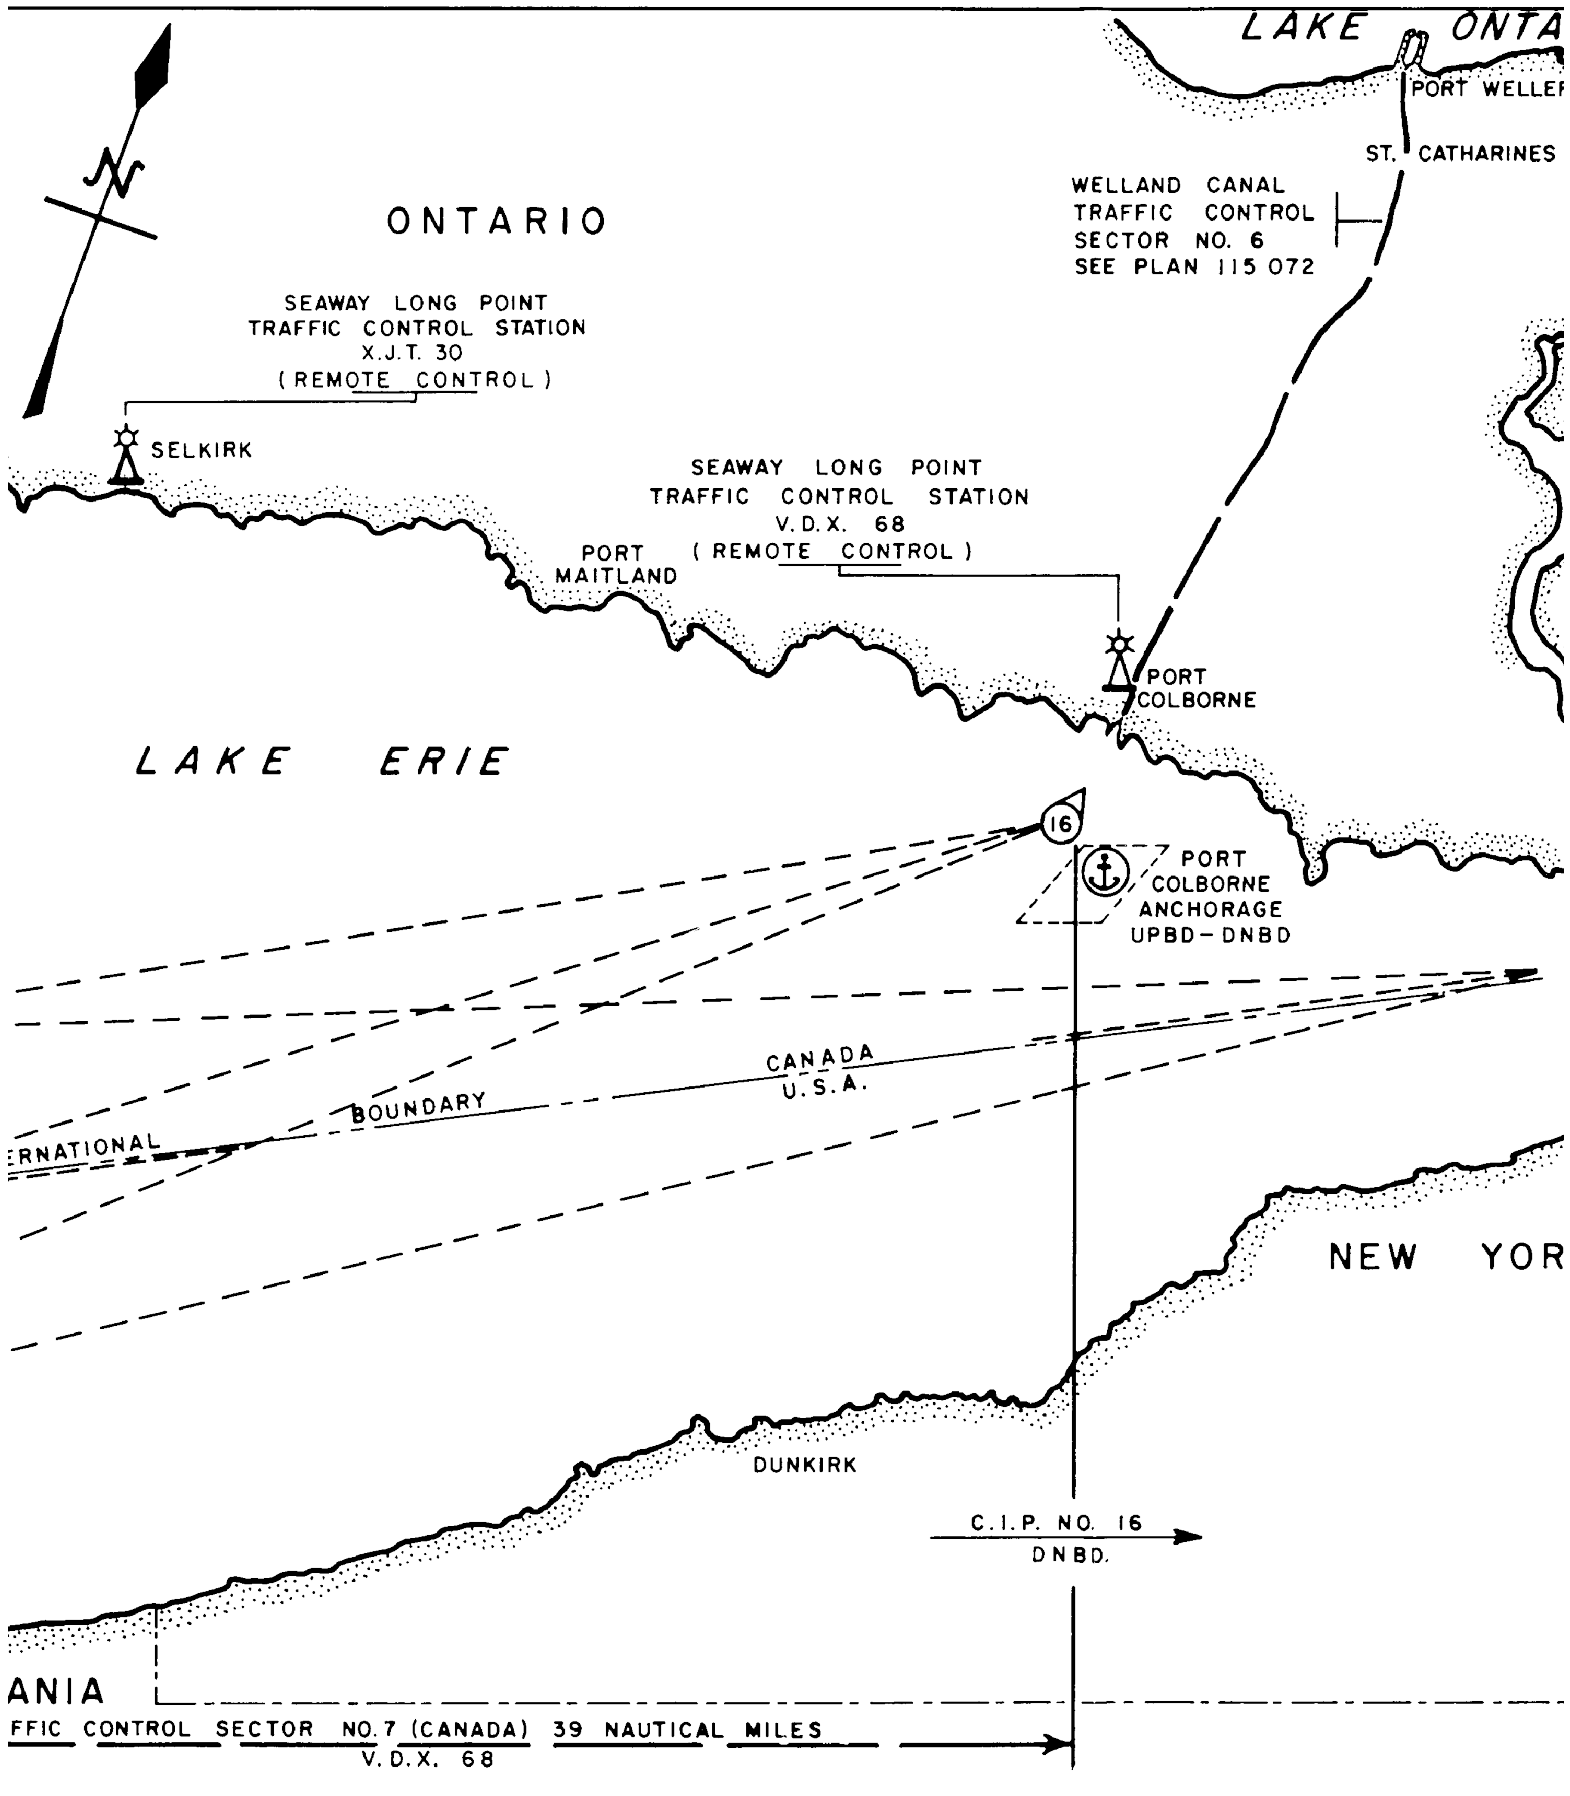 LAKE ONTA
PORT WELLER
ST. CATHARINES
WELLAND CANAL
TRAFFIC CONTROL
SECTOR NO. 6
SEE PLAN 115 072
N
ONTARIO
SEAWAY LONG POINT
TRAFFIC CONTROL STATION
X.J.T. 30
(REMOTE CONTROL)
SELKIRK
SEAWAY LONG POINT
TRAFFIC CONTROL STATION
V.D.X. 68
(REMOTE CONTROL)
PORT
MAITLAND
PORT
COLBORNE
LAKE ERIE
16
PORT
COLBORNE
ANCHORAGE
UPBD-DNBD
CANADA
U.S.A.
BOUNDARY
ERNATIONAL
NEW YOR
DUNKIRK
C.I.P. NO. 16
DNBD.
ANIA
FFIC CONTROL SECTOR NO.7 (CANADA) 39 NAUTICAL MILES
V.D.X. 68